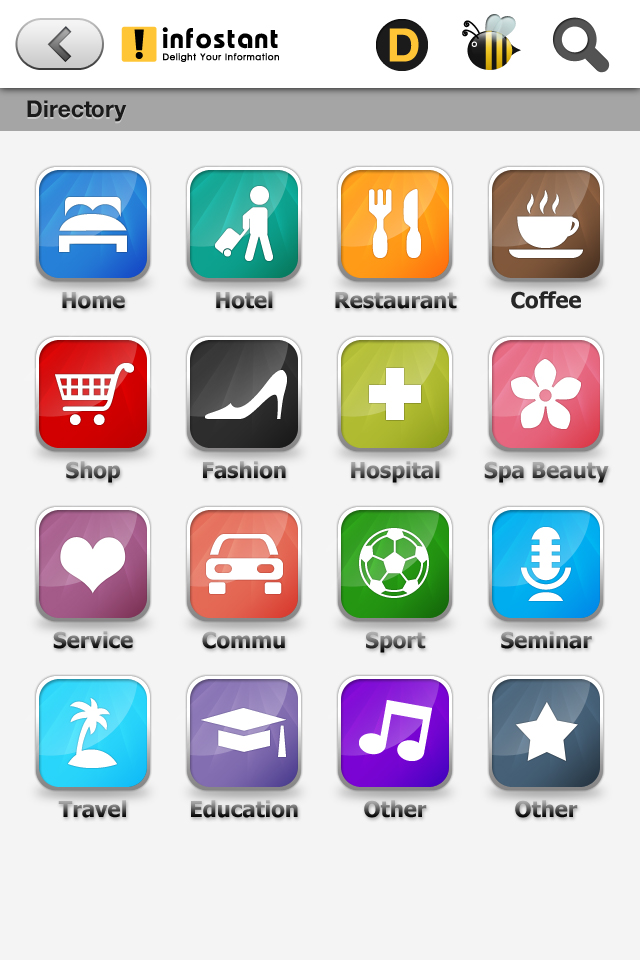 ! infostant
Delight Your Information
D
Directory
Home Hotel Restaurant Coffee
Shop Fashion Hospital Spa Beauty
Service Commu Sport Seminar
Travel Education Other Other